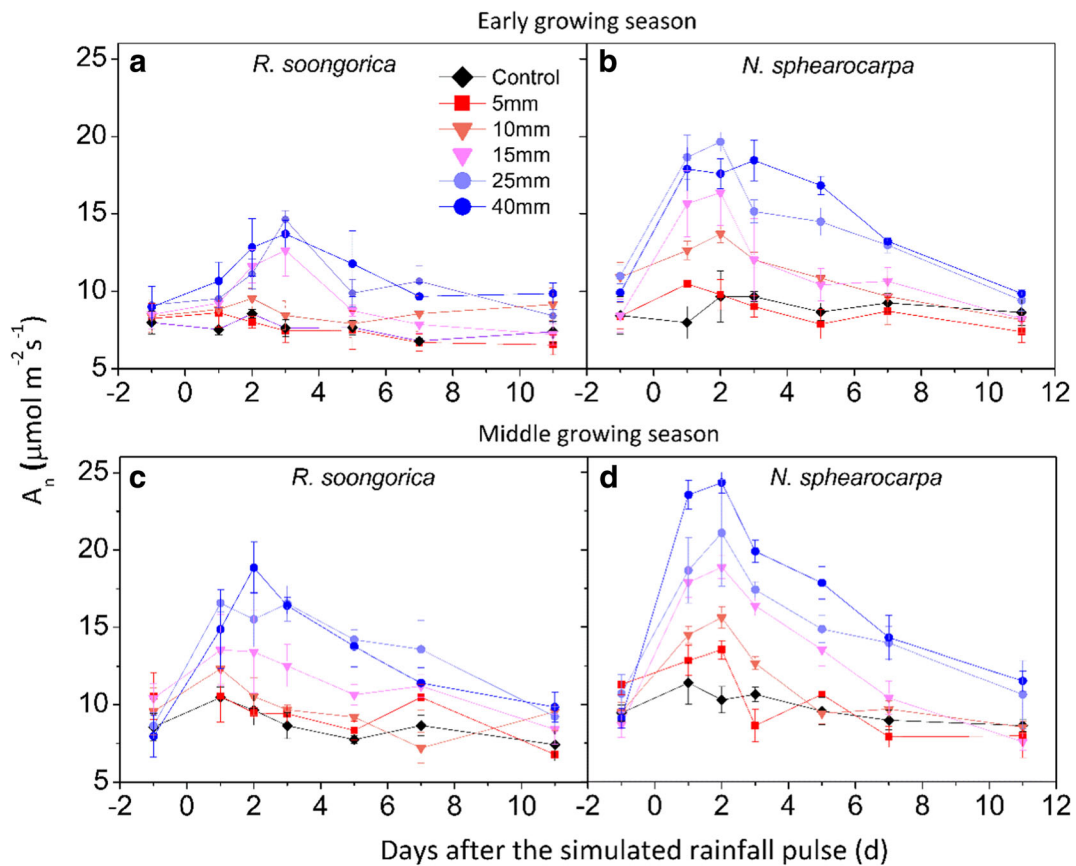 Early growing season
a R. soongorica
Control
5mm
10mm
15mm
25mm
40mm
b N. sphearocarpa
25
20
15
10
5
-2 0 2 4 6 8 10 -2 0 2 4 6 8 10 12
Middle growing season
c R. soongorica
d N. sphearocarpa
25
20
15
10
5
-2 0 2 4 6 8 10 -2 0 2 4 6 8 10 12
Aₙ (μmol m⁻² s⁻¹)
Days after the simulated rainfall pulse (d)